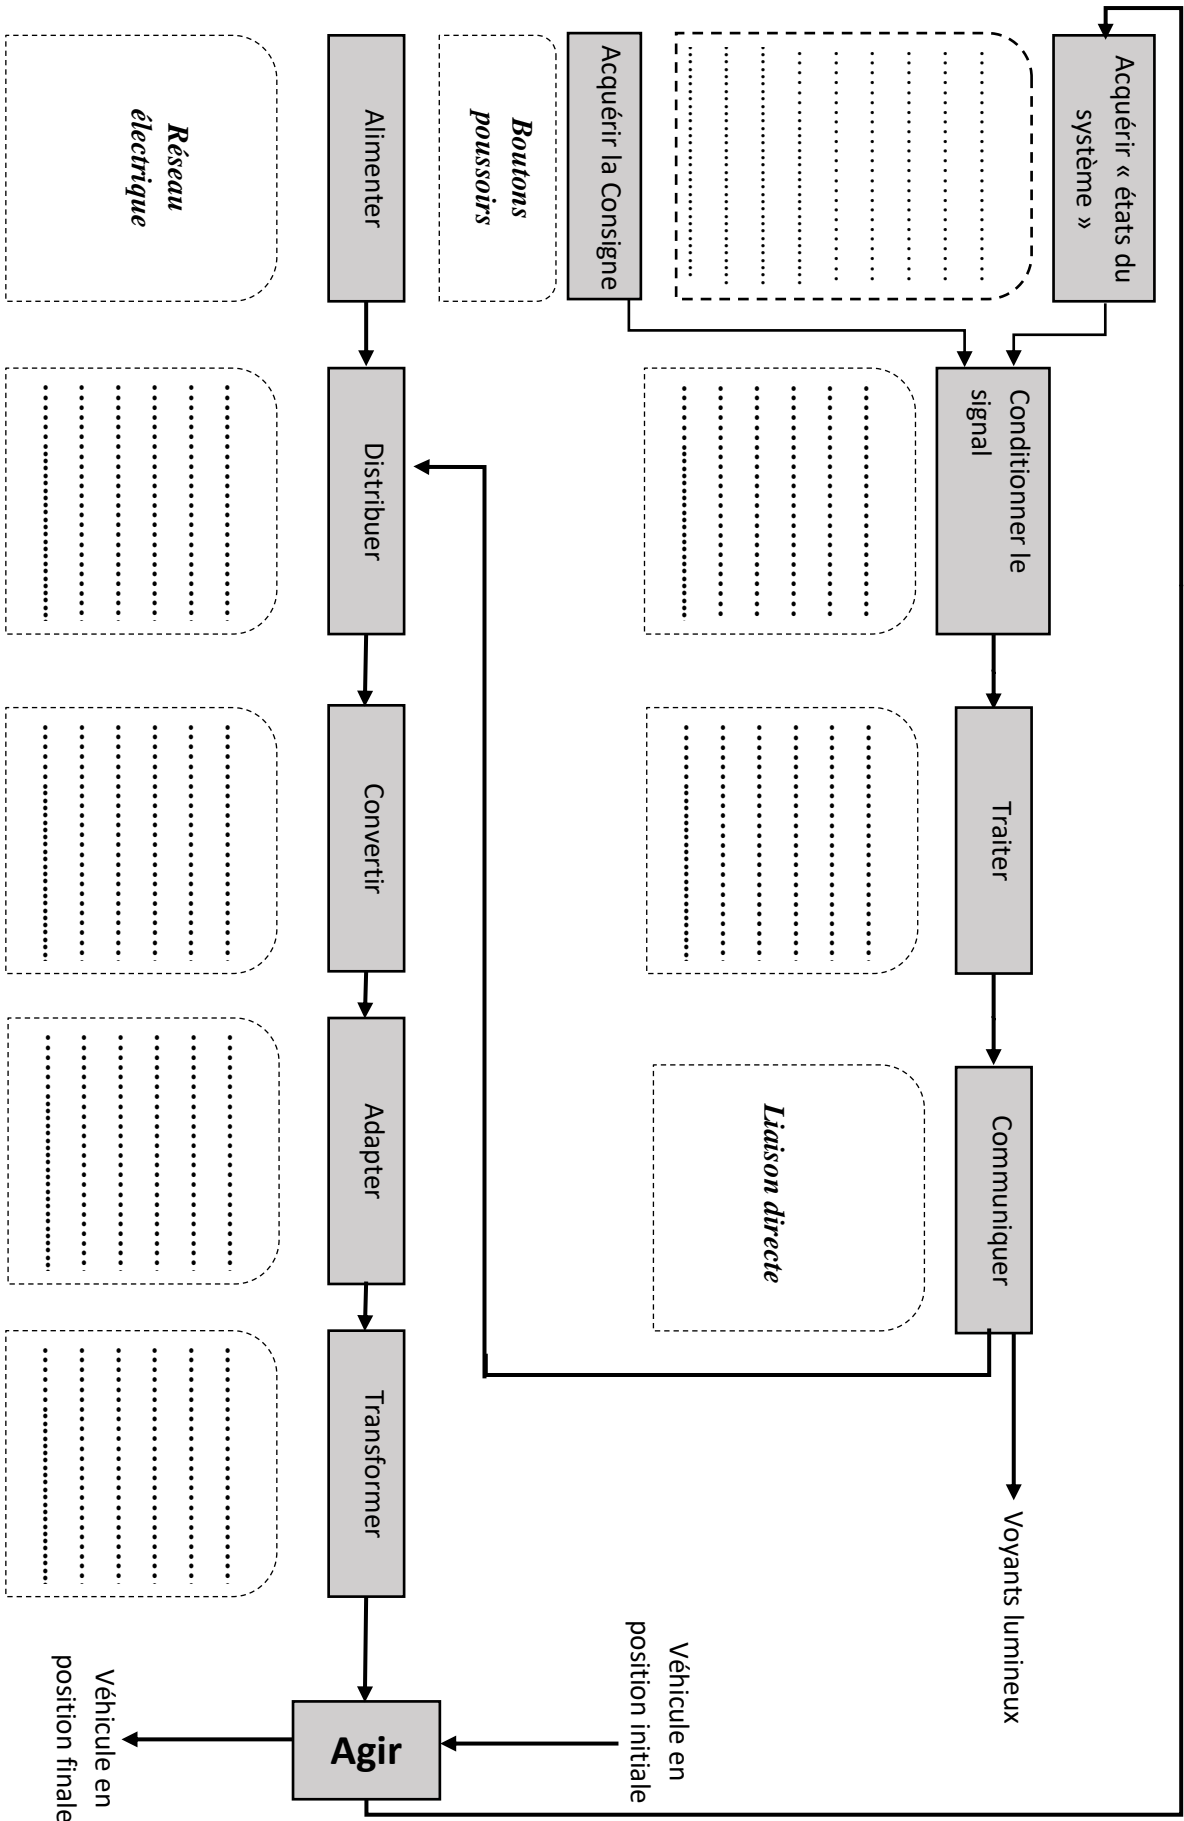 Acquérir « états du
système »
Conditionner le
signal
Traiter
Communiquer
Voyants lumineux
Liaison directe
Acquérir la Consigne
Boutons
poussoirs
Véhicule en
position initiale
Alimenter
Distribuer
Convertir
Adapter
Transformer
Agir
Réseau
électrique
Véhicule en
position finale